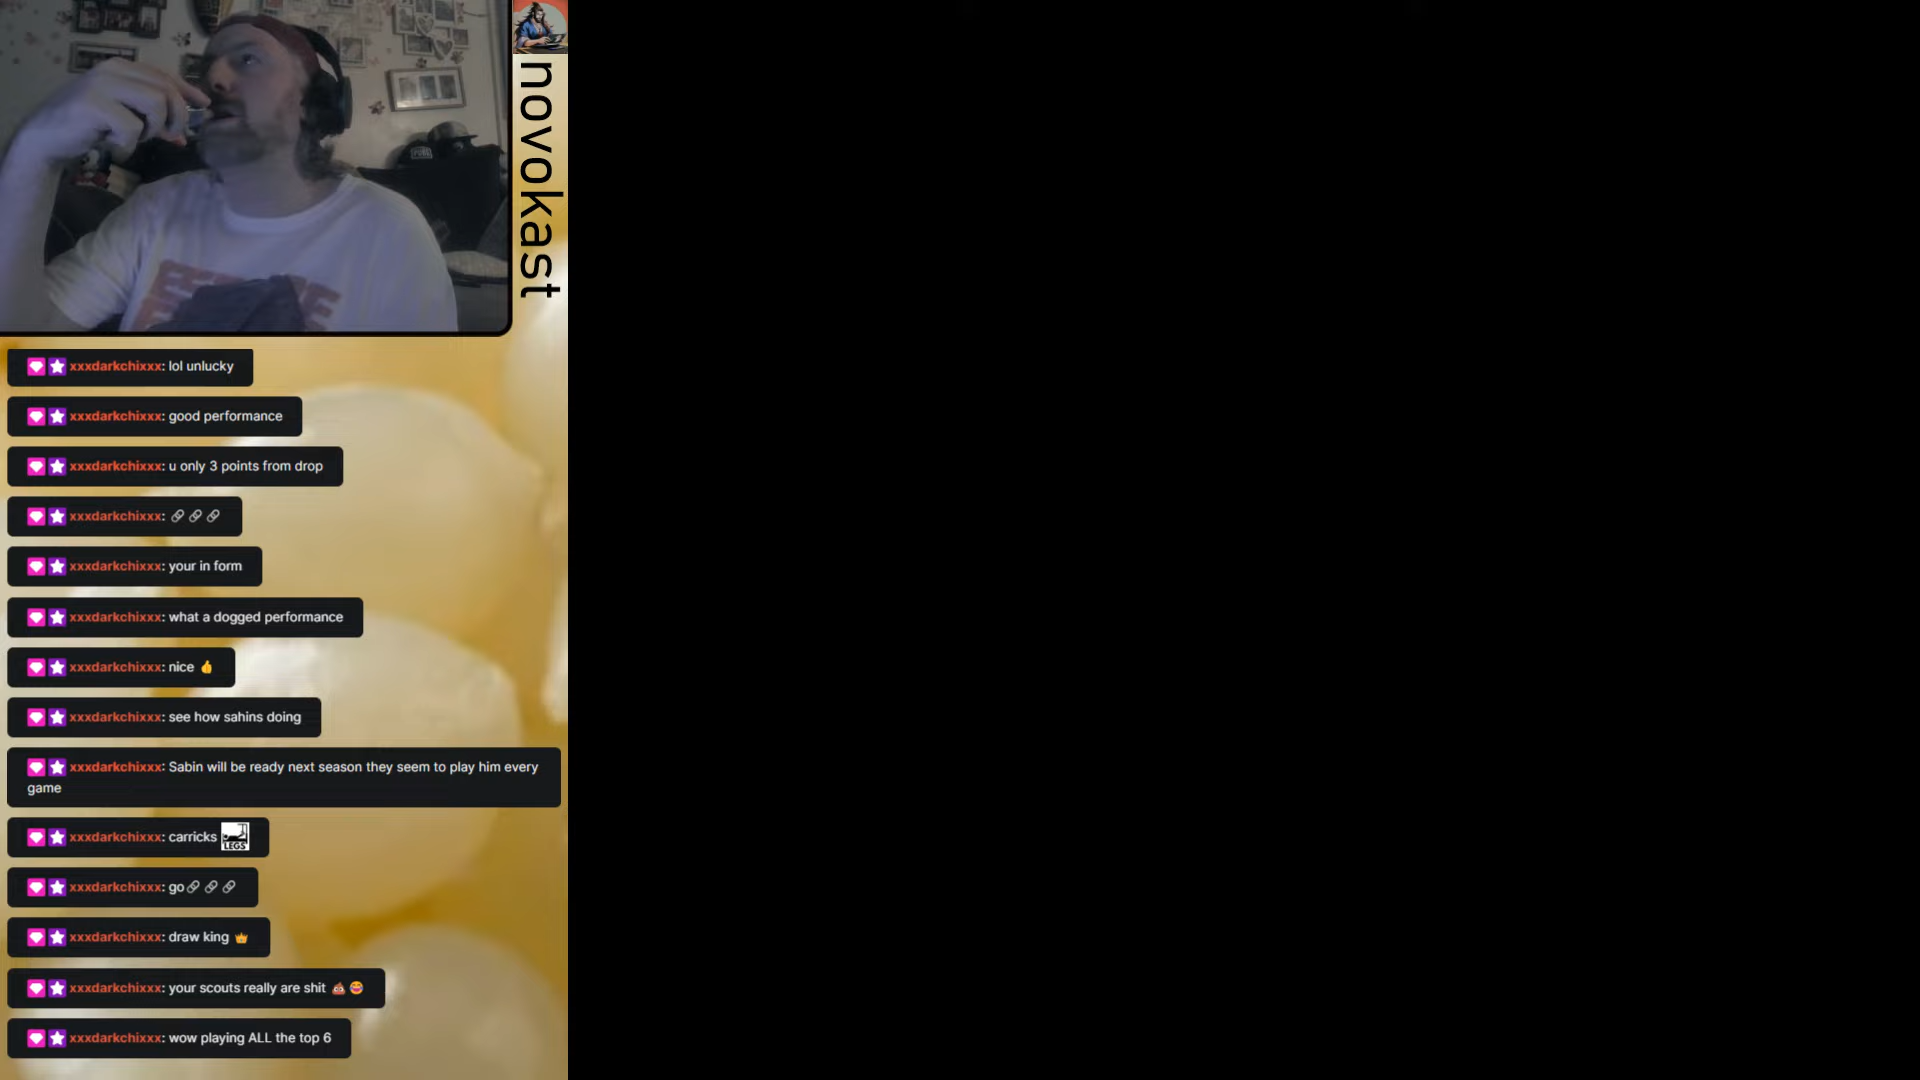 novokast
PUBG
xxxdarkchixxx: lol unlucky
xxxdarkchixxx: good performance
xxxdarkchixxx: u only 3 points from drop
xxxdarkchixxx: 🔗🔗🔗
xxxdarkchixxx: your in form
xxxdarkchixxx: what a dogged performance
xxxdarkchixxx: nice 👍
xxxdarkchixxx: see how sahins doing
xxxdarkchixxx: Sabin will be ready next season they seem to play him every
game
xxxdarkchixxx: carricks LEGS
xxxdarkchixxx: go🔗🔗🔗
xxxdarkchixxx: draw king 👑
xxxdarkchixxx: your scouts really are shit 💩😂
xxxdarkchixxx: wow playing ALL the top 6